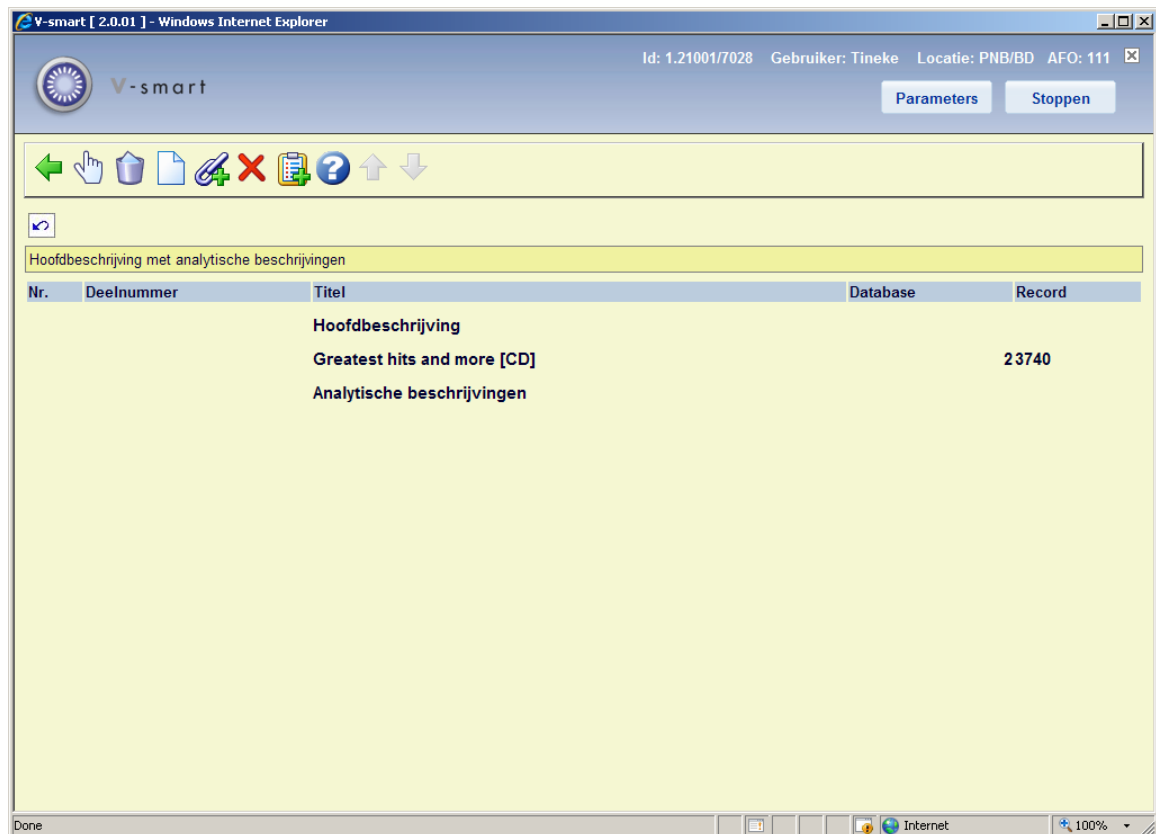 V-smart [ 2.0.01 ] - Windows Internet Explorer
Id: 1.21001/7028 Gebruiker: Tineke Locatie: PNB/BD AFO: 111
V-smart
Parameters Stoppen
Hoofdbeschrijving met analytische beschrijvingen
Nr. Deelnummer Titel Database Record
Hoofdbeschrijving
Greatest hits and more [CD] 2 3740
Analytische beschrijvingen
Done Internet 100%